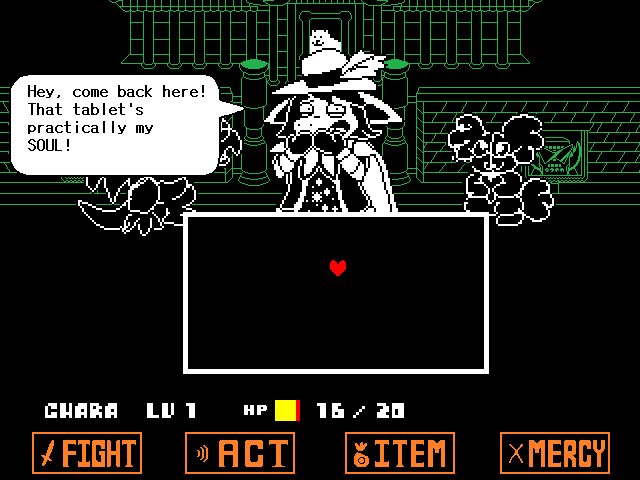 Hey, come back here!
That tablet's
practically my
SOUL!
CHARA LV 1 HP 16 / 20
FIGHT ACT ITEM MERCY